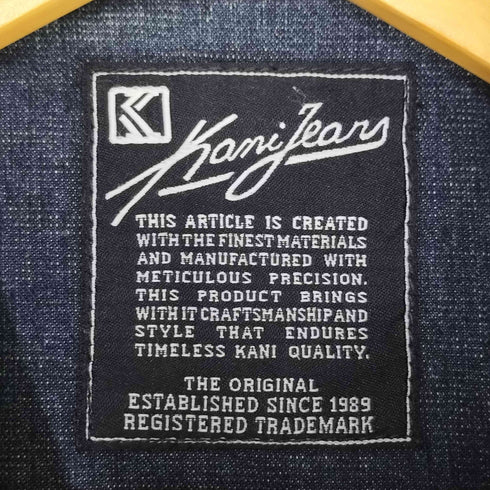 K
Kani Jeans
THIS ARTICLE IS CREATED
WITH THE FINEST MATERIALS
AND MANUFACTURED WITH
METICULOUS PRECISION.
THIS PRODUCT BRINGS
WITH IT CRAFTSMANSHIP AND
STYLE THAT ENDURES
TIMELESS KANI QUALITY.
THE ORIGINAL
ESTABLISHED SINCE 1989
REGISTERED TRADEMARK